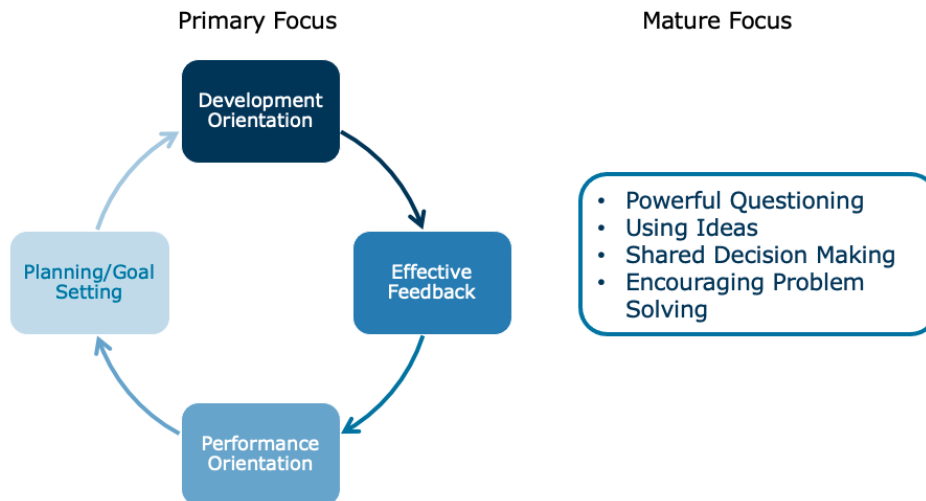 Primary Focus
Mature Focus
Development
Orientation
Planning/Goal
Setting
Effective
Feedback
Performance
Orientation
• Powerful Questioning
• Using Ideas
• Shared Decision Making
• Encouraging Problem
Solving